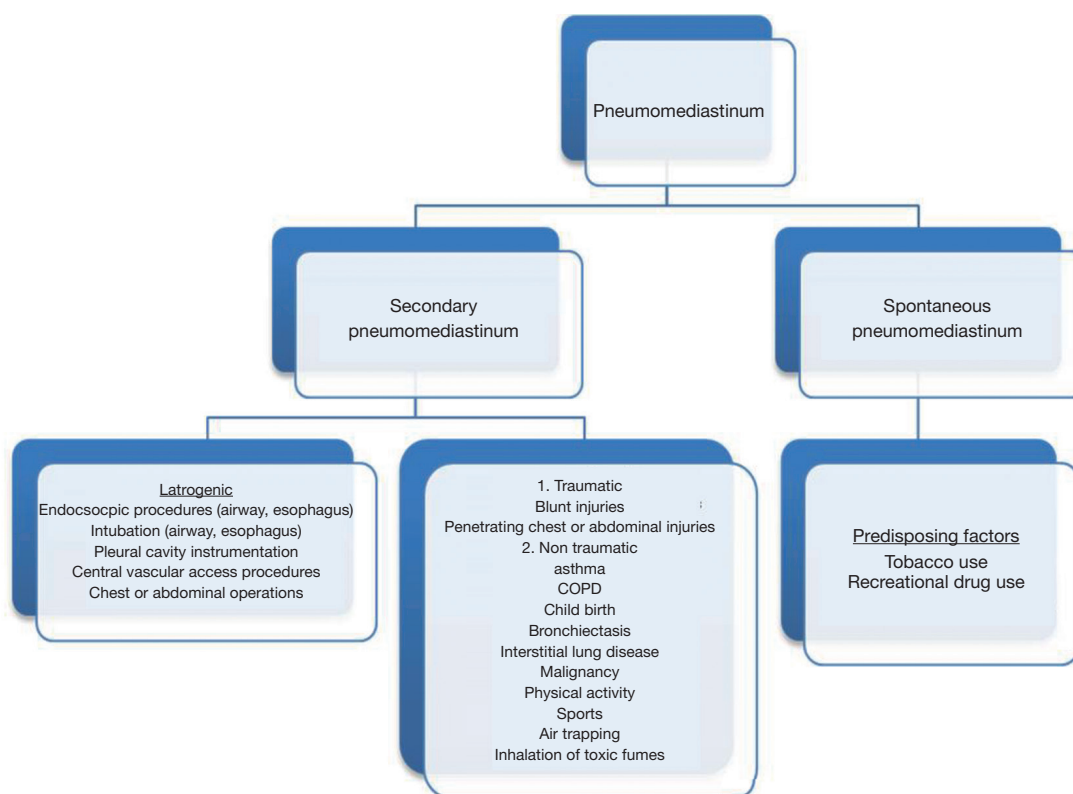 Pneumomediastinum
Secondary
pneumomediastinum
Spontaneous
pneumomediastinum
Latrogenic
Endocsocpic procedures (airway, esophagus)
Intubation (airway, esophagus)
Pleural cavity instrumentation
Central vascular access procedures
Chest or abdominal operations
1. Traumatic
Blunt injuries
Penetrating chest or abdominal injuries
2. Non traumatic
asthma
COPD
Child birth
Bronchiectasis
Interstitial lung disease
Malignancy
Physical activity
Sports
Air trapping
Inhalation of toxic fumes
Predisposing factors
Tobacco use
Recreational drug use